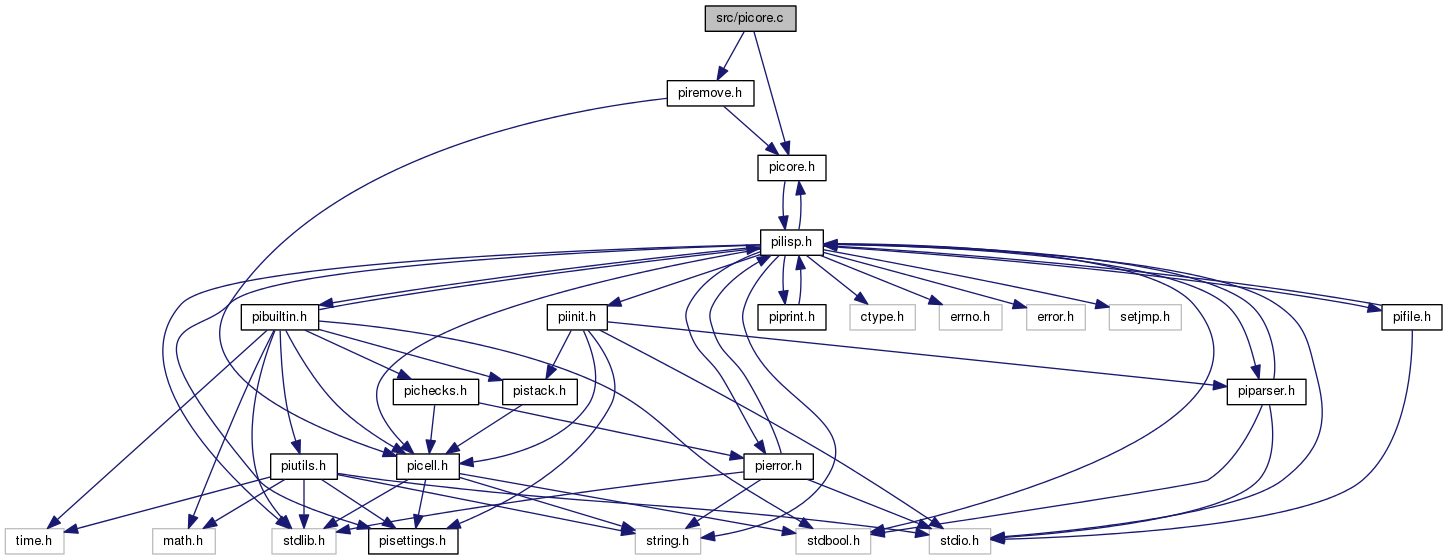 src/picore.c
piremove.h
picore.h
pilisp.h
pibuiltin.h
piinit.h
piprint.h
ctype.h
errno.h
error.h
setjmp.h
pifile.h
pichecks.h
pistack.h
piparser.h
piutils.h
picell.h
pierror.h
time.h
math.h
stdlib.h
pisettings.h
string.h
stdbool.h
stdio.h